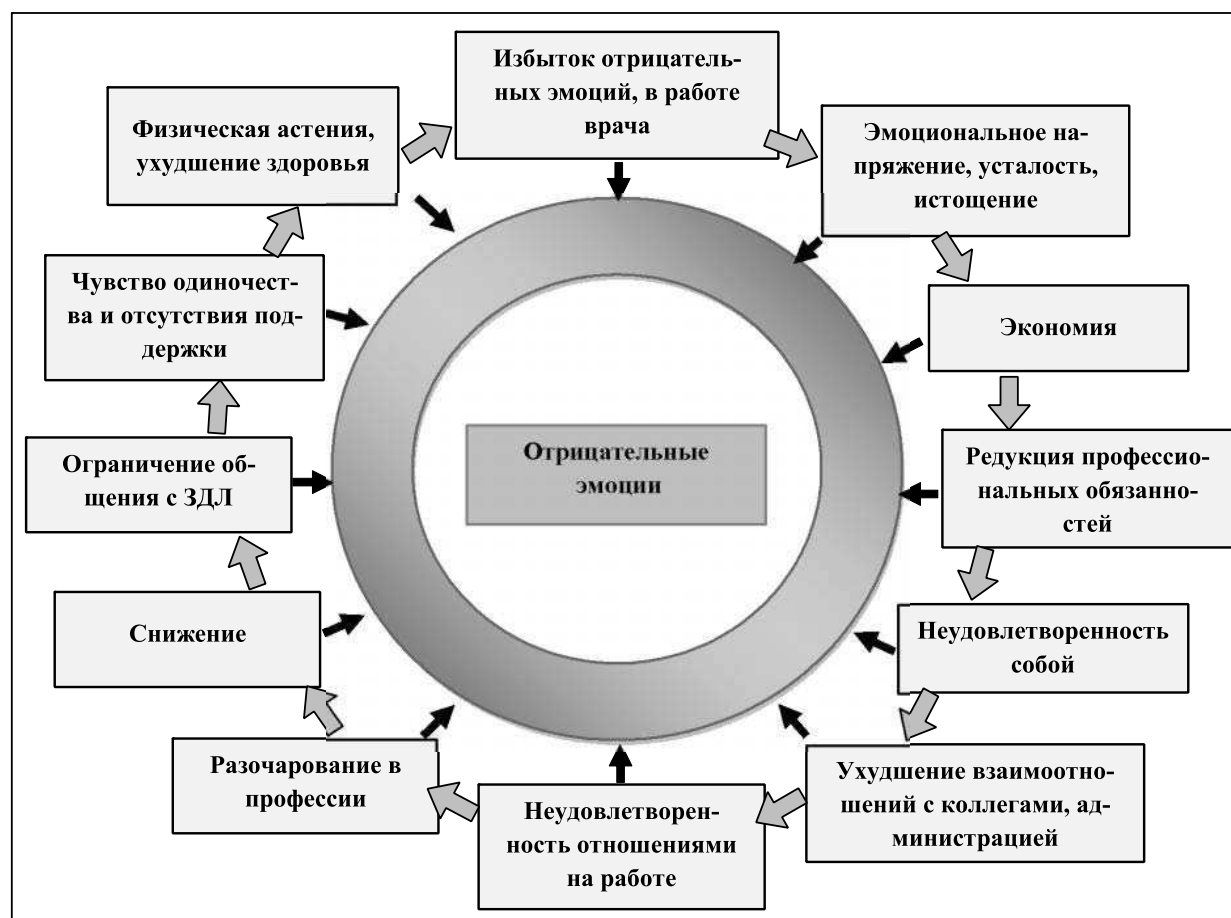 Избыток отрицатель-
ных эмоций, в работе
врача
Эмоциональное на-
пряжение, усталость,
истощение
Экономия
Редукция профессио-
нальных обязанно-
стей
Неудовлетворенность
собой
Ухудшение взаимоотно-
шений с коллегами, ад-
министрацией
Неудовлетворен-
ность отношениями
на работе
Разочарование в
профессии
Снижение
Ограничение об-
щения с ЗДЛ
Чувство одиночест-
ва и отсутствия под-
держки
Физическая астения,
ухудшение здоровья
Отрицательные
эмоции